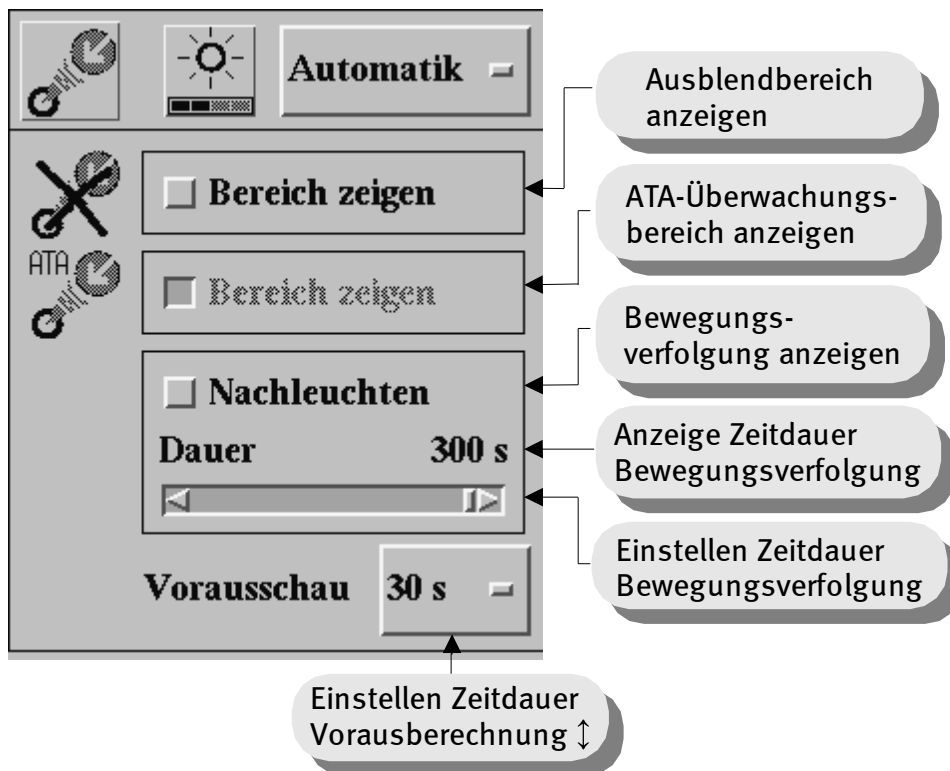 Automatik
Ausblendbereich
anzeigen
Bereich zeigen
ATA-Überwachungs-
bereich anzeigen
ATA
Bereich zeigen
Bewegungs-
verfolgung anzeigen
Nachleuchten
Dauer 300 s
Anzeige Zeitdauer
Bewegungsverfolgung
Einstellen Zeitdauer
Bewegungsverfolgung
Vorausschau 30 s
Einstellen Zeitdauer
Vorausberechnung ↕